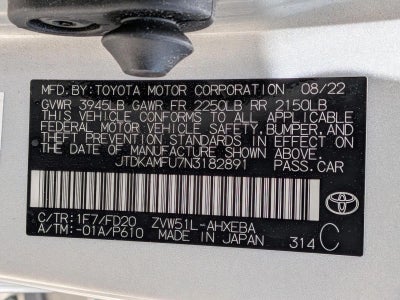 MFD.BY:TOYOTA MOTOR CORPORATION 08/22
GVWR 3945LB GAWR FR 2250LB RR 2150LB
THIS VEHICLE CONFORMS TO ALL APPLICABLE
FEDERAL MOTOR VEHICLE SAFETY,BUMPER,AND
THEFT PREVENTION STANDARDS IN EFFECT ON
THE DATE OF MANUFACTURE SHOWN ABOVE.
JTDKAMFU7N3182891 PASS.CAR
C/TR:1F7/FD20 ZVW51L-AHXEBA
A/TM:-01A/P610 MADE IN JAPAN 314 C